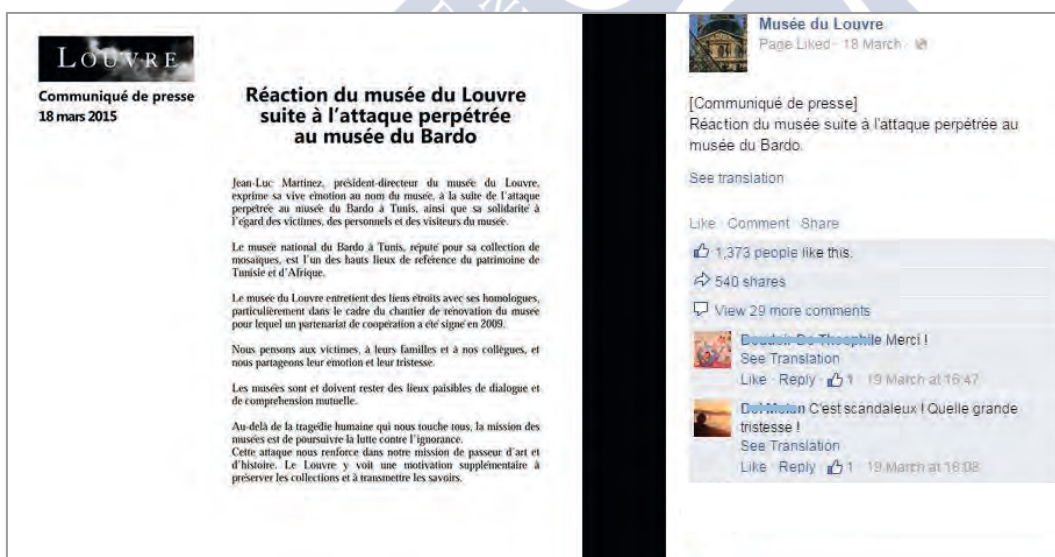 LOUVRE
Communiqué de presse
18 mars 2015
Réaction du musée du Louvre
suite à l'attaque perpétrée
au musée du Bardo
Jean-Luc Martinez, président-directeur du musée du Louvre,
exprime sa vive émotion au nom du musée, à la suite de l'attaque
perpétrée au musée du Bardo à Tunis, ainsi que sa solidarité à
l'égard des victimes, des personnels et des visiteurs du musée.
Le musée national du Bardo à Tunis, réputé pour sa collection de
mosaïques, est l'un des hauts lieux de référence du patrimoine de
Tunisie et d'Afrique.
Le musée du Louvre entretient des liens étroits avec ses homologues,
particulièrement dans le cadre du chantier de rénovation du musée
pour lequel un partenariat de coopération a été signé en 2009.
Nous pensons aux victimes, à leurs familles et à nos collègues, et
nous partageons leur émotion et leur tristesse.
Les musées sont et doivent rester des lieux paisibles de dialogue et
de compréhension mutuelle.
Au-delà de la tragédie humaine qui nous touche tous, la mission des
musées est de poursuivre la lutte contre l'ignorance.
Cette attaque nous renforce dans notre mission de passeur d'art et
d'histoire. Le Louvre y voit une motivation supplémentaire à
préserver les collections et à transmettre les savoirs.
Musée du Louvre
Page Liked · 18 March ·
[Communiqué de presse]
Réaction du musée suite à l'attaque perpétrée au
musée du Bardo.
See translation
Like · Comment · Share
1,373 people like this.
540 shares
View 29 more comments
Merci !
See Translation
Like · Reply · 1 · 19 March at 16:47
C'est scandaleux ! Quelle grande
tristesse !
See Translation
Like · Reply · 1 · 19 March at 16:08